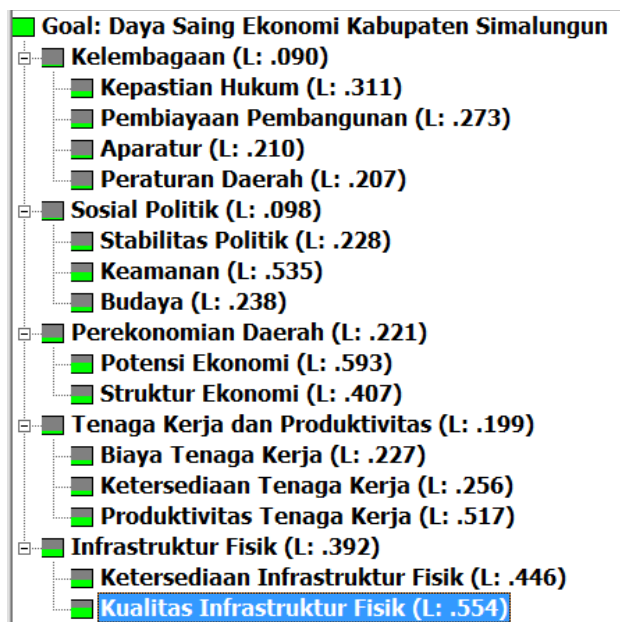 Goal: Daya Saing Ekonomi Kabupaten Simalungun
Kelembagaan (L: .090)
Kepastian Hukum (L: .311)
Pembiayaan Pembangunan (L: .273)
Aparatur (L: .210)
Peraturan Daerah (L: .207)
Sosial Politik (L: .098)
Stabilitas Politik (L: .228)
Keamanan (L: .535)
Budaya (L: .238)
Perekonomian Daerah (L: .221)
Potensi Ekonomi (L: .593)
Struktur Ekonomi (L: .407)
Tenaga Kerja dan Produktivitas (L: .199)
Biaya Tenaga Kerja (L: .227)
Ketersediaan Tenaga Kerja (L: .256)
Produktivitas Tenaga Kerja (L: .517)
Infrastruktur Fisik (L: .392)
Ketersediaan Infrastruktur Fisik (L: .446)
Kualitas Infrastruktur Fisik (L: .554)